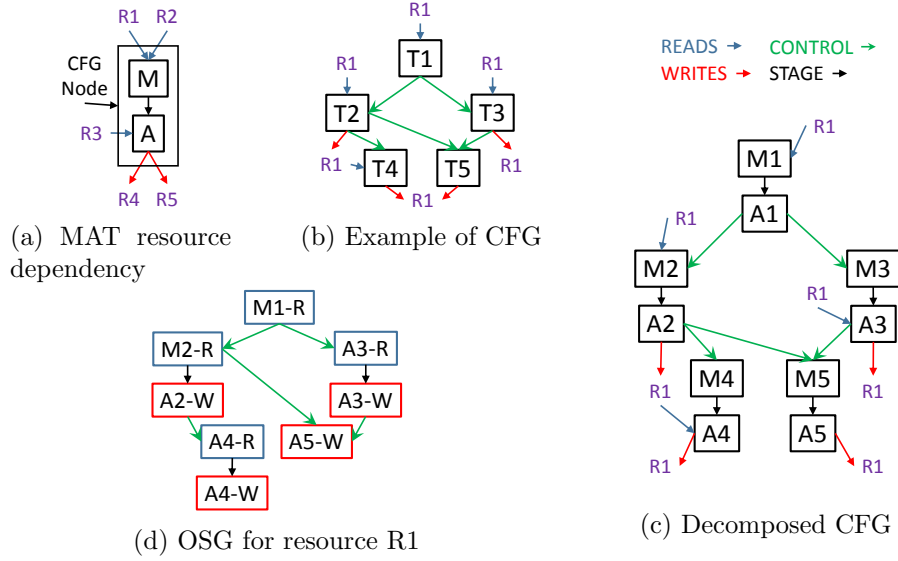 R1 R2
CFG
Node
M
R3
A
R4 R5
(a) MAT resource
dependency
R1
T1
R1 R1
T2 T3
R1 T4 T5 R1
R1
(b) Example of CFG
READS CONTROL
WRITES STAGE
R1
M1
A1
R1
M2 M3
R1
A2 A3
R1 M4 M5 R1
A4 A5
R1 R1
(c) Decomposed CFG
M1-R
M2-R A3-R
A2-W A3-W
A4-R A5-W
A4-W
(d) OSG for resource R1